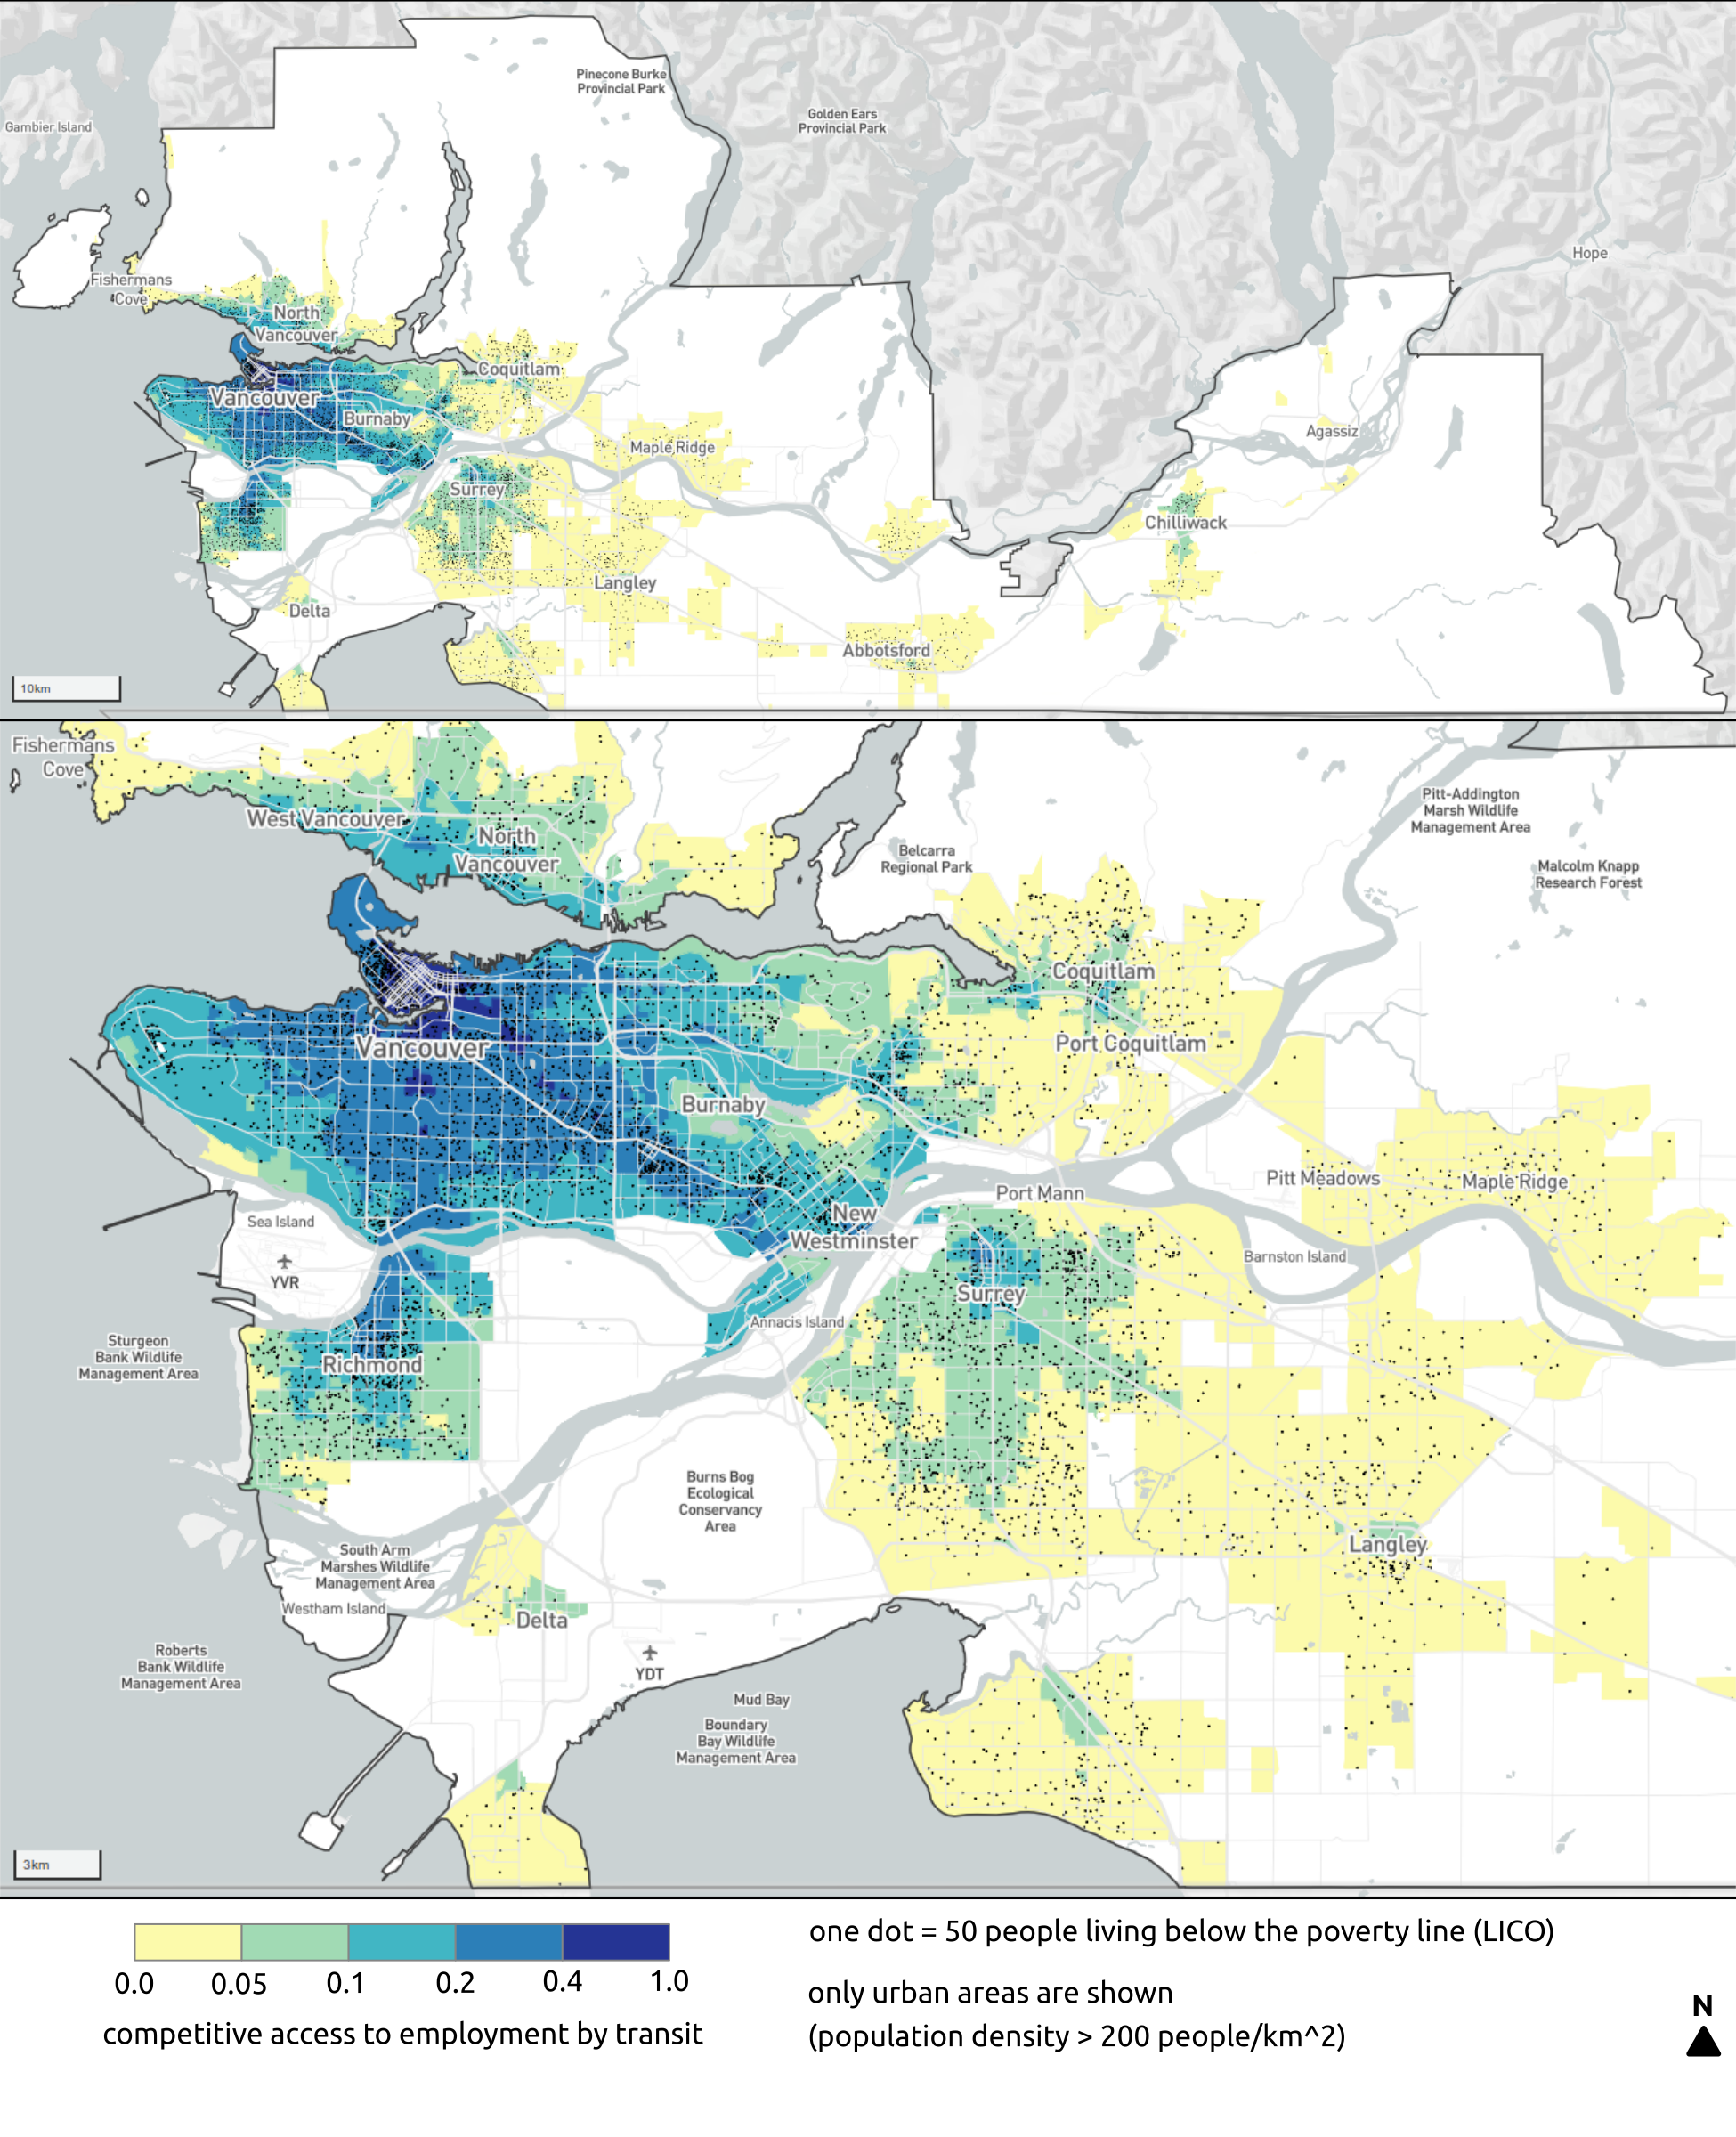 Pinecone Burke
Provincial Park
Golden Ears
Provincial Park
Gambier Island
Hope
Fishermans
Cove
North
Vancouver
Coquitlam
Vancouver
Burnaby
Maple Ridge
Agassiz
Surrey
Chilliwack
Langley
Delta
Abbotsford
10km
Fishermans
Cove
West Vancouver
North
Vancouver
Belcarra
Regional Park
Pitt-Addington
Marsh Wildlife
Management Area
Malcolm Knapp
Research Forest
Coquitlam
Port Coquitlam
Vancouver
Burnaby
Pitt Meadows
Maple Ridge
Port Mann
New
Westminster
Sea Island
YVR
Barnston Island
Surrey
Annacis Island
Sturgeon
Bank Wildlife
Management Area
Richmond
Burns Bog
Ecological
Conservancy
Area
Langley
South Arm
Marshes Wildlife
Management Area
Westham Island
Delta
Roberts
Bank Wildlife
Management Area
YDT
Mud Bay
Boundary
Bay Wildlife
Management Area
3km
0.0 0.05 0.1 0.2 0.4 1.0
competitive access to employment by transit
one dot = 50 people living below the poverty line (LICO)
only urban areas are shown
(population density > 200 people/km^2)
N